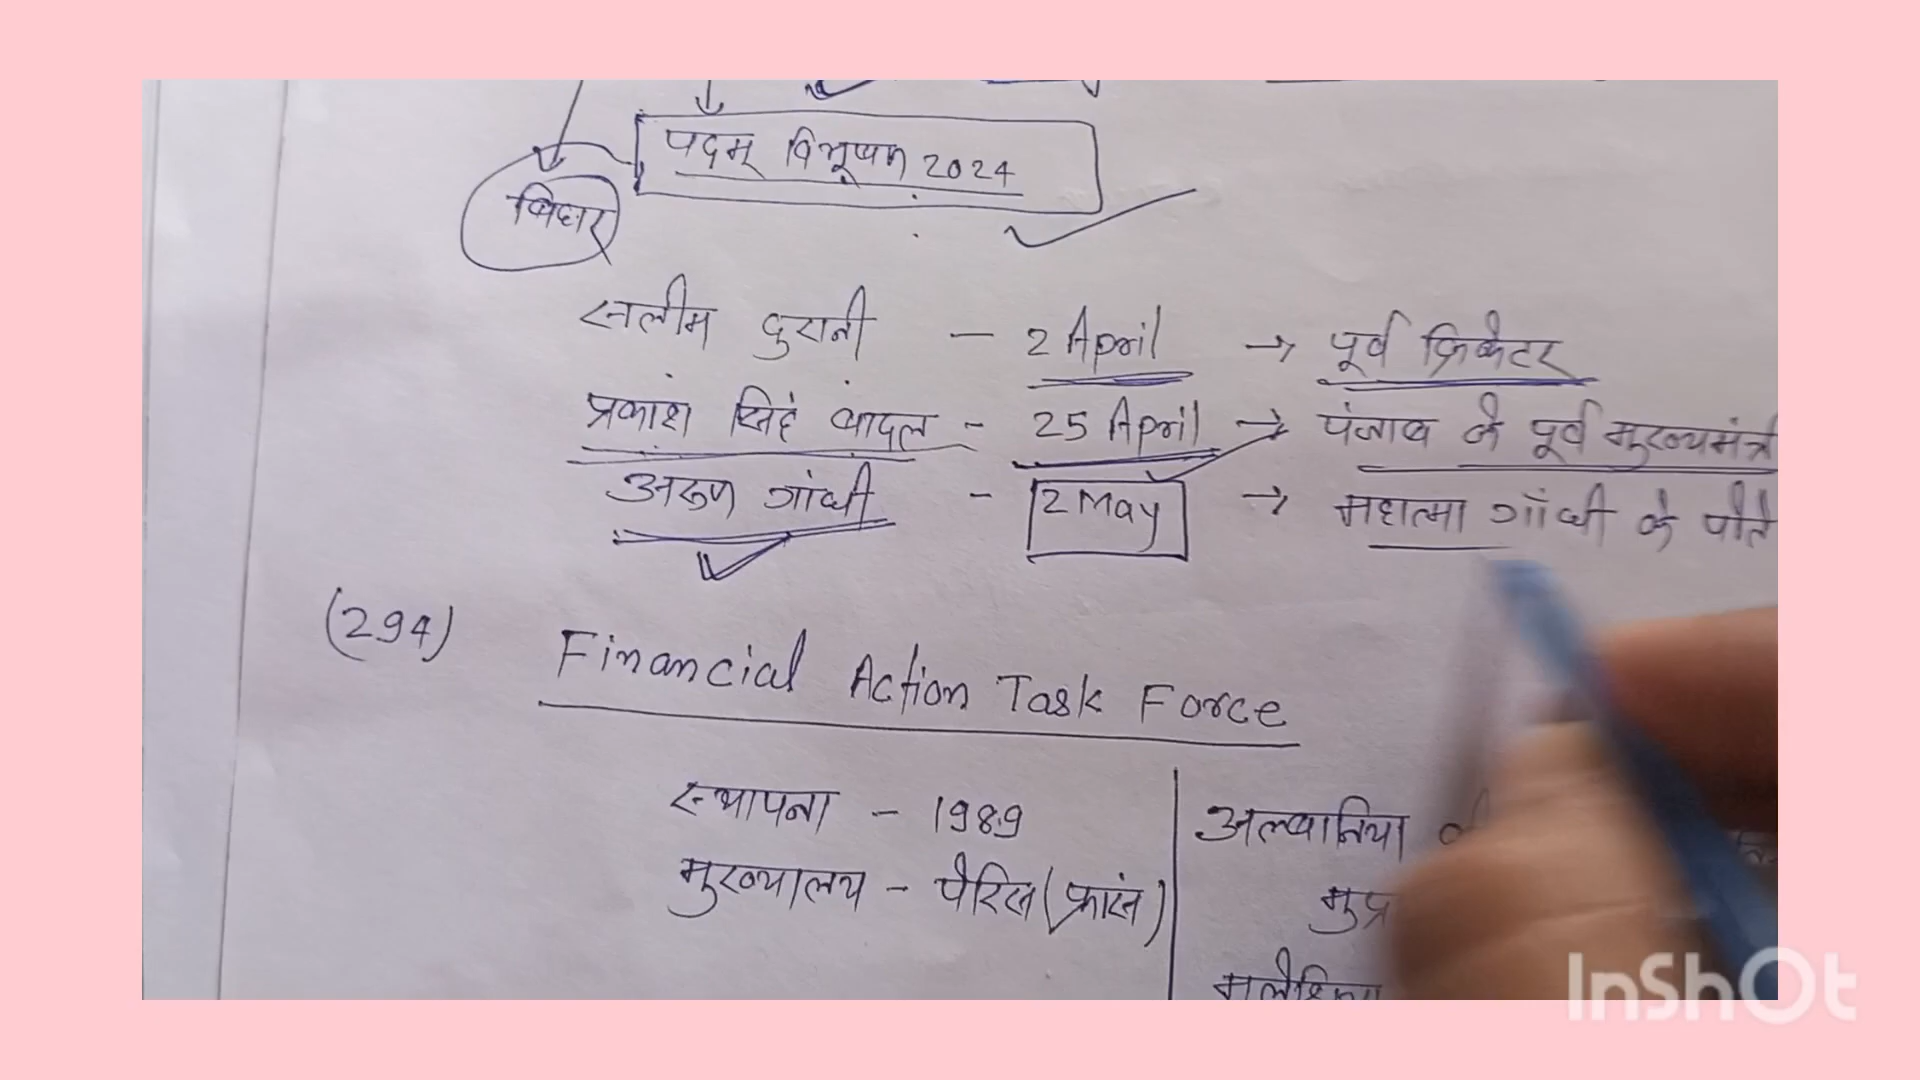 पदम् विभूषण 2024
बिहार
सलीम दुरानी - 2 April → पूर्व क्रिकेटर
प्रकाश सिहं बादल - 25 April → पंजाब के पूर्व मुख्यमंत्र
अरुण गांधी - 2 May → महात्मा गाँधी के पोते
(294)
Financial Action Task Force
स्थापना - 1989
मुख्यालय - पेरिस (फ्रांस)
अल्बानिया
मुद्र
InShOt